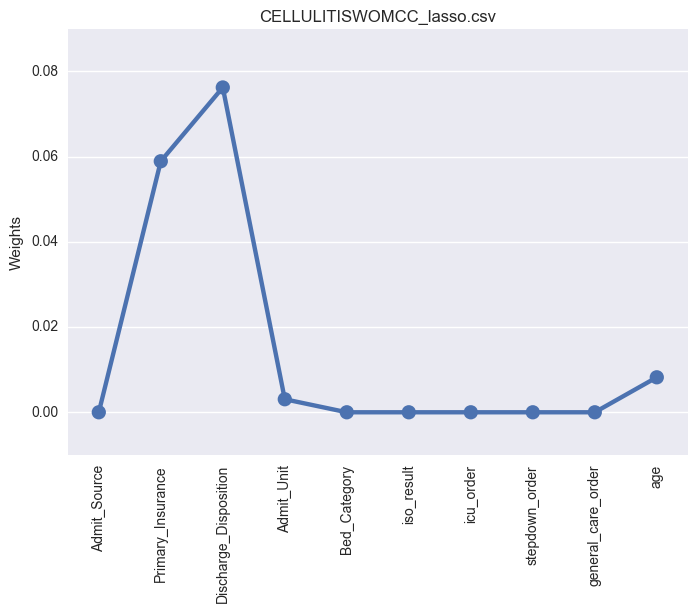 CELLULITISWOMCC_lasso.csv
Weights
0.08
0.06
0.04
0.02
0.00
Admit_Source
Primary_Insurance
Discharge_Disposition
Admit_Unit
Bed_Category
iso_result
icu_order
stepdown_order
general_care_order
age